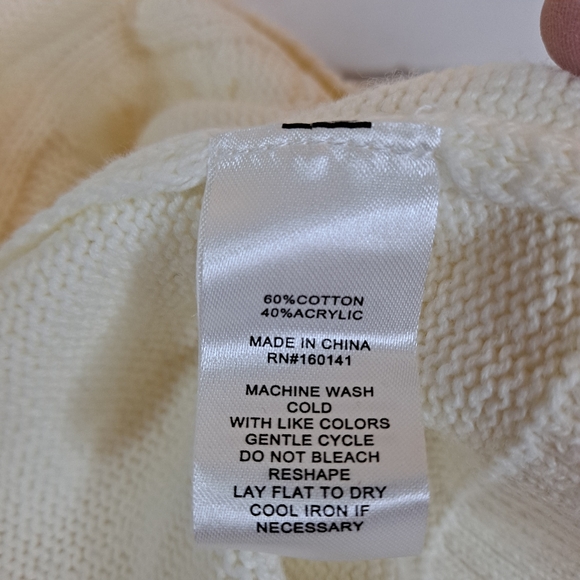 60%COTTON
40%ACRYLIC
MADE IN CHINA
RN#160141
MACHINE WASH
COLD
WITH LIKE COLORS
GENTLE CYCLE
DO NOT BLEACH
RESHAPE
LAY FLAT TO DRY
COOL IRON IF
NECESSARY